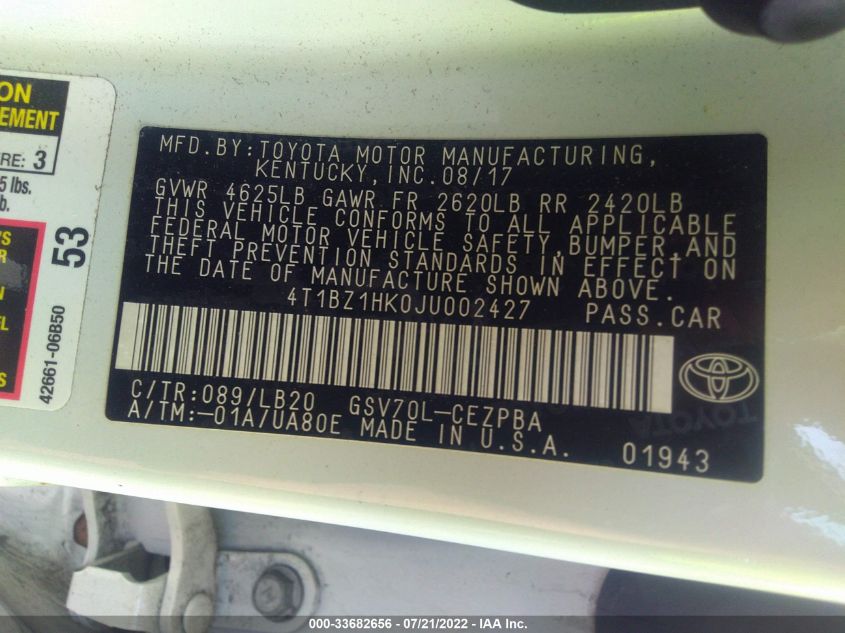 ON
EMENT
RE: 3
5 lbs.
b.
'S
R
N
EL
S
53
42661-06B50
MFD.BY:TOYOTA MOTOR MANUFACTURING,
KENTUCKY, INC.08/17
GVWR 4625LB GAWR FR 2620LB RR 2420LB
THIS VEHICLE CONFORMS TO ALL APPLICABLE
FEDERAL MOTOR VEHICLE SAFETY,BUMPER,AND
THEFT PREVENTION STANDARDS IN EFFECT ON
THE DATE OF MANUFACTURE SHOWN ABOVE.
4T1BZ1HK0JU002427 PASS.CAR
C/TR:089/LB20 GSV70L-CEZPBA
A/TM:-01A/UA80E MADE IN U.S.A. 01943
TOYOTA
000-33682656 - 07/21/2022 - IAA Inc.